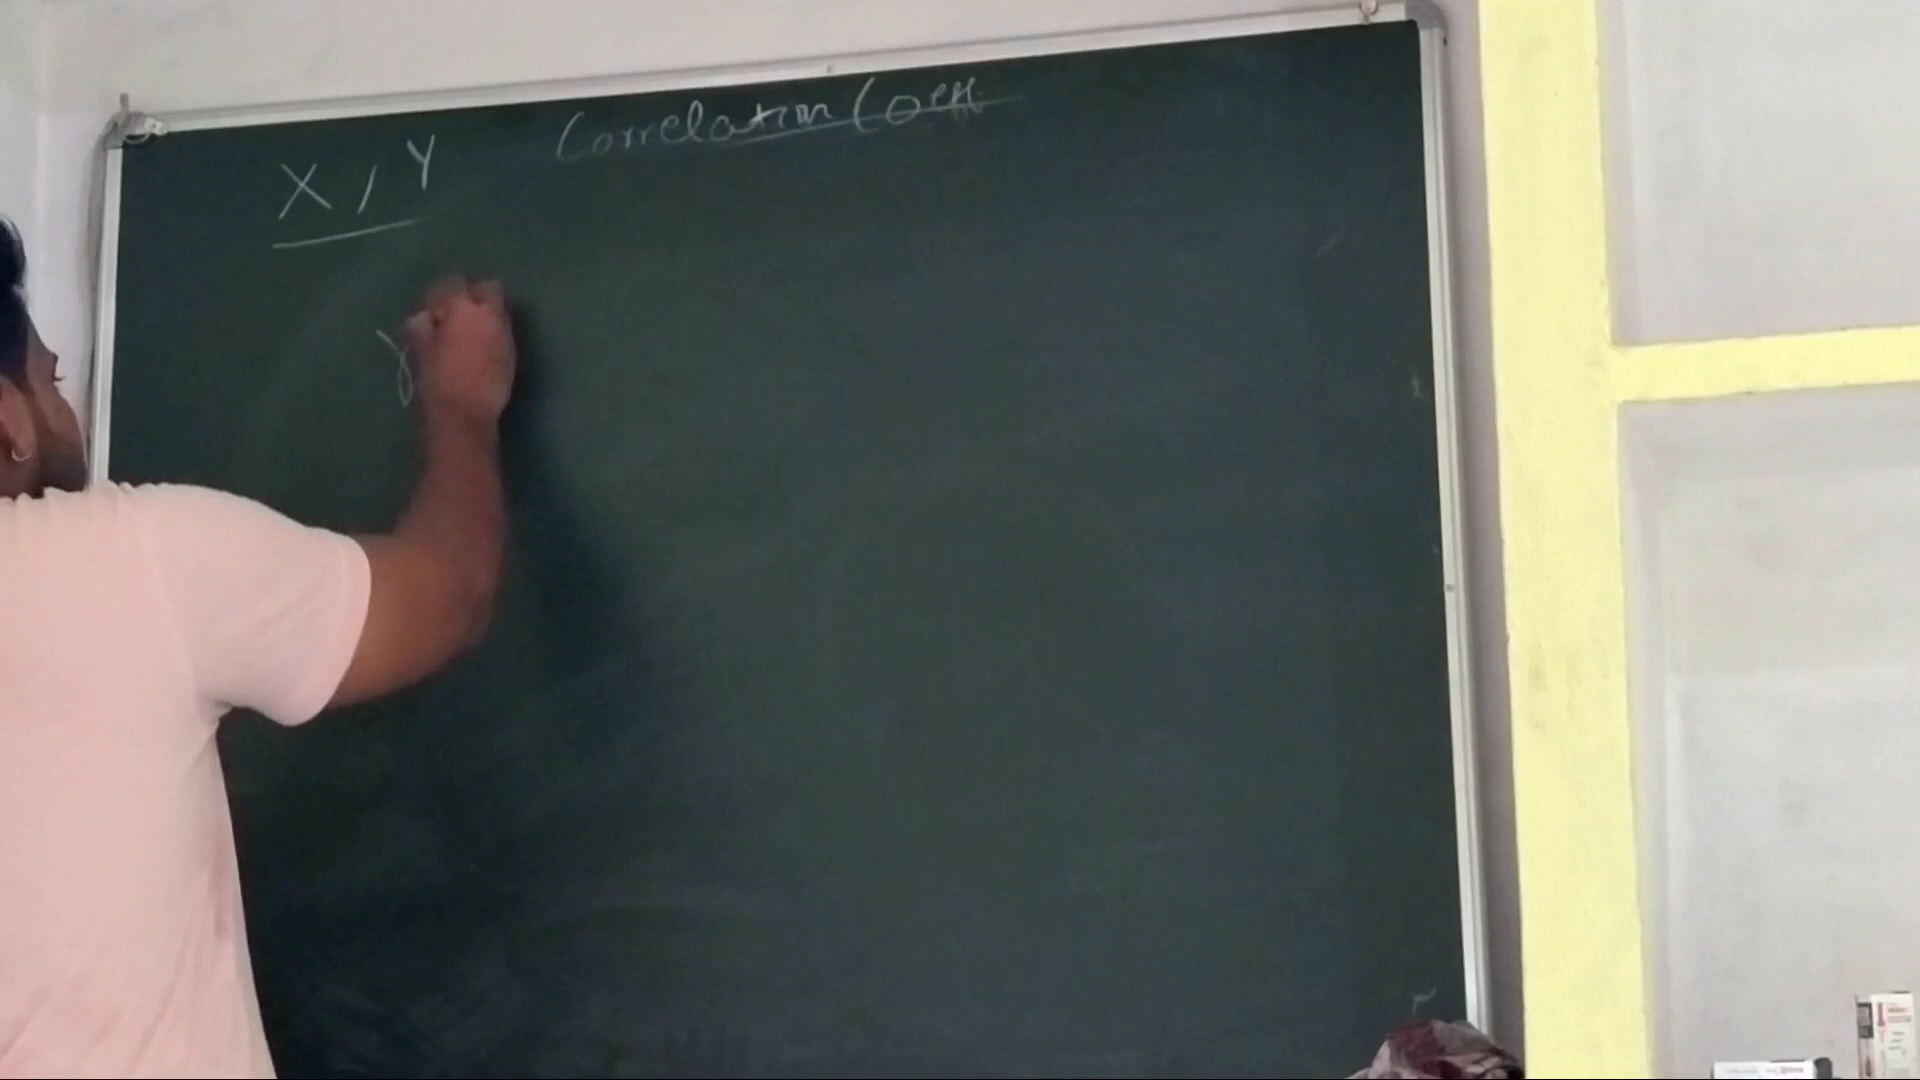 Correlation Coeff
X, Y
γ